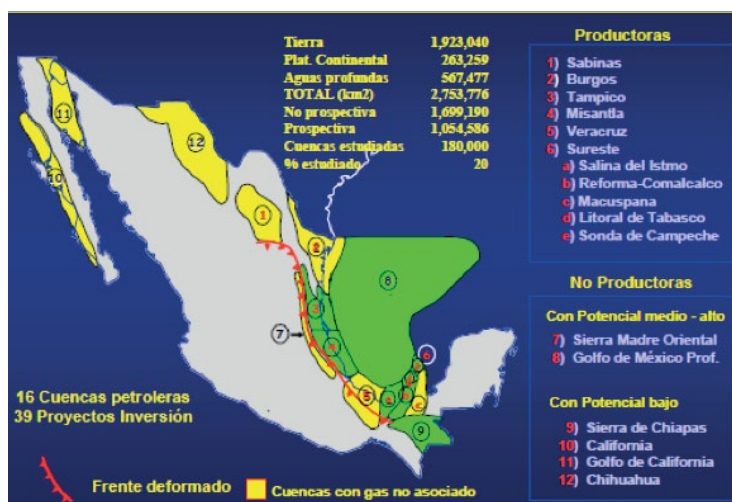 Tierra 1,923,040
Plat. Continental 263,259
Aguas profundas 567,477
TOTAL (km2) 2,753,776
No prospectiva 1,699,190
Prospectiva 1,054,586
Cuencas estudiadas 180,000
% estudiado 20
Productoras
1) Sabinas
2) Burgos
3) Tampico
4) Misantla
5) Veracruz
6) Sureste
a) Salina del Istmo
b) Reforma-Comalcalco
c) Macuspana
d) Litoral de Tabasco
e) Sonda de Campeche
No Productoras
Con Potencial medio - alto
7) Sierra Madre Oriental
8) Golfo de México Prof.
Con Potencial bajo
9) Sierra de Chiapas
10) California
11) Golfo de California
12) Chihuahua
11
12
10
1
2
8
3
7
4
6
5
9
16 Cuencas petroleras
39 Proyectos Inversión
Frente deformado
Cuencas con gas no asociado